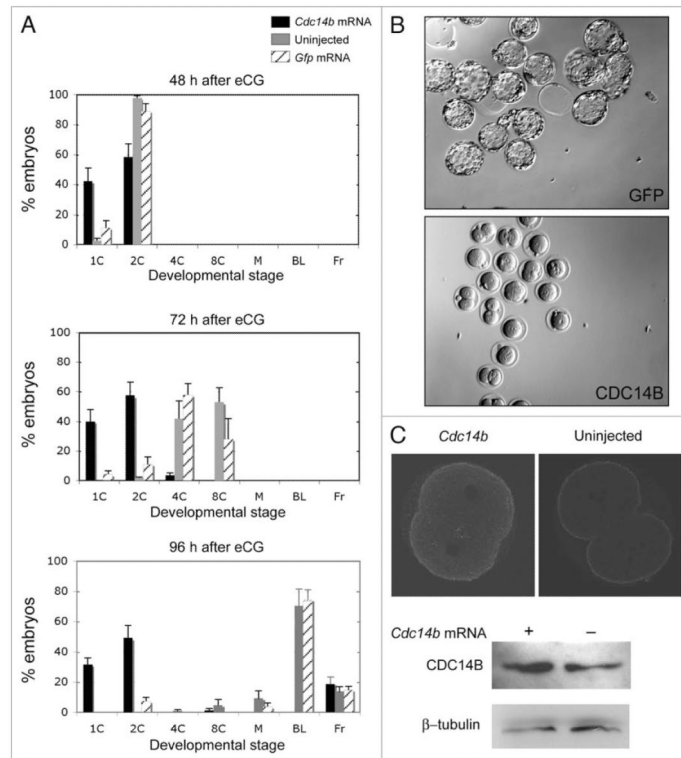 A
Cdc14b mRNA
Uninjected
Gfp mRNA
48 h after eCG
100
80
60
40
20
0
% embryos
1C 2C 4C 8C M BL Fr
Developmental stage
72 h after eCG
100
80
60
40
20
0
% embryos
1C 2C 4C 8C M BL Fr
Developmental stage
96 h after eCG
100
80
60
40
20
0
% embryos
1C 2C 4C 8C M BL Fr
Developmental stage
B
GFP
CDC14B
C
Cdc14b Uninjected
Cdc14b mRNA + –
CDC14B
β–tubulin